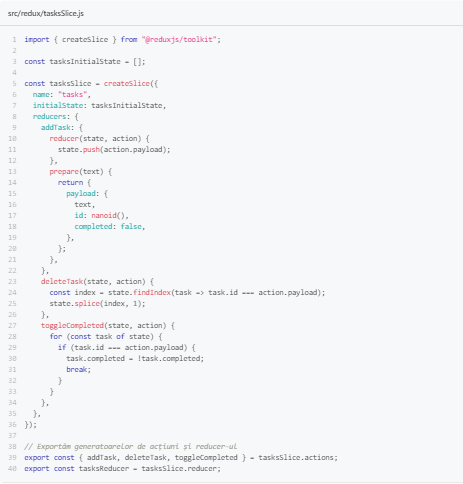 src/redux/tasksSlice.js
1 import { createSlice } from "@reduxjs/toolkit";
2
3 const tasksInitialState = [];
4
5 const tasksSlice = createSlice({
6   name: "tasks",
7   initialState: tasksInitialState,
8   reducers: {
9     addTask: {
10       reducer(state, action) {
11         state.push(action.payload);
12       },
13       prepare(text) {
14         return {
15           payload: {
16             text,
17             id: nanoid(),
18             completed: false,
19           },
20         };
21       },
22     },
23     deleteTask(state, action) {
24       const index = state.findIndex(task => task.id === action.payload);
25       state.splice(index, 1);
26     },
27     toggleCompleted(state, action) {
28       for (const task of state) {
29         if (task.id === action.payload) {
30           task.completed = !task.completed;
31           break;
32         }
33       }
34     },
35   },
36 });
37
38 // Exportăm generatoarelor de acțiuni și reducer-ul
39 export const { addTask, deleteTask, toggleCompleted } = tasksSlice.actions;
40 export const tasksReducer = tasksSlice.reducer;